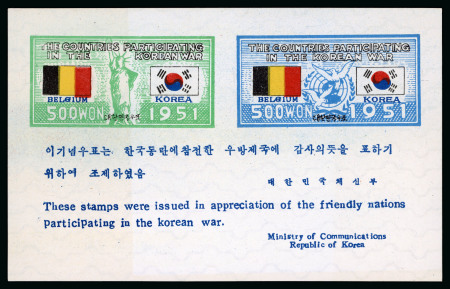 HE COUNTRIES PARTICIPATING
IN THE KOREAN WAR
BELGIUM
KOREA
500WON
1951
THE COUNTRIES PARTICIPATING
IN THE KOREAN WAR
BELGIUM
KOREA
500WON
1951
이기념우표는 한국동란에참전한 우방제국에 감사의뜻을 표하기
위하여 조제하였음
대한민국체신부
These stamps were issued in appreciation of the friendly nations
participating in the korean war.
Ministry of Communications
Republic of Korea